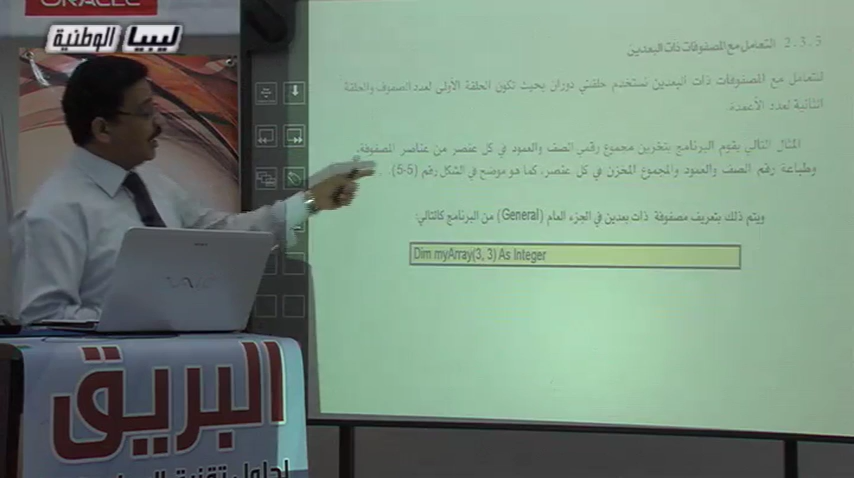 ORACLE
ليبيا الوطنية
2.5.5 التعامل مع المصفوفات ذات البعدين
للتعامل مع المصفوفات ذات البعدين نستخدم حلقتي دوران بحيث تكون الحلقة الأولى لعدد الصفوف والحلقة
الثانية لعدد الأعمدة.
المثال التالي يقوم البرنامج بتخزين مجموع رقمي الصف والعمود في كل عنصر من عناصر المصفوفة،
وطباعة رقم الصف والعمود والمجموع المخزن في كل عنصر، كما هو موضح في الشكل رقم (5-5).
ويتم ذلك بتعريف مصفوفة ذات بعدين في الجزء العام (General) من البرنامج كالتالي:
Dim myArray(3, 3) As Integer
VAIO
البريق
لحلول تقنية